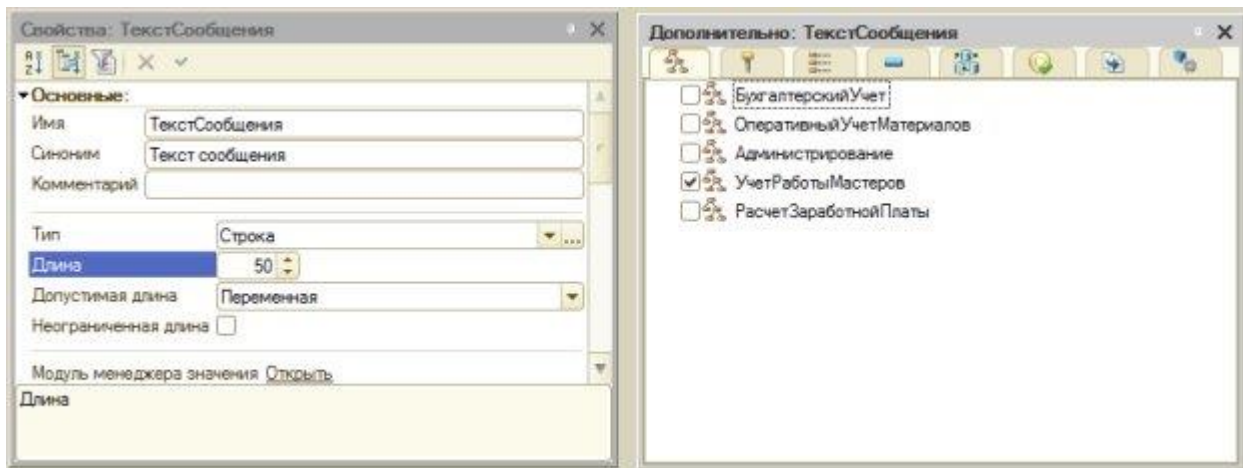 Свойства: ТекстСообщения
Основные:
Имя ТекстСообщения
Синоним Текст сообщения
Комментарий
Тип Строка ...
Длина 50
Допустимая длина Переменная
Неограниченная длина
Модуль менеджера значения Открыть
Длина
Дополнительно: ТекстСообщения
БухгалтерскийУчет
ОперативныйУчетМатериалов
Администрирование
УчетРаботыМастеров
РасчетЗаработнойПлаты